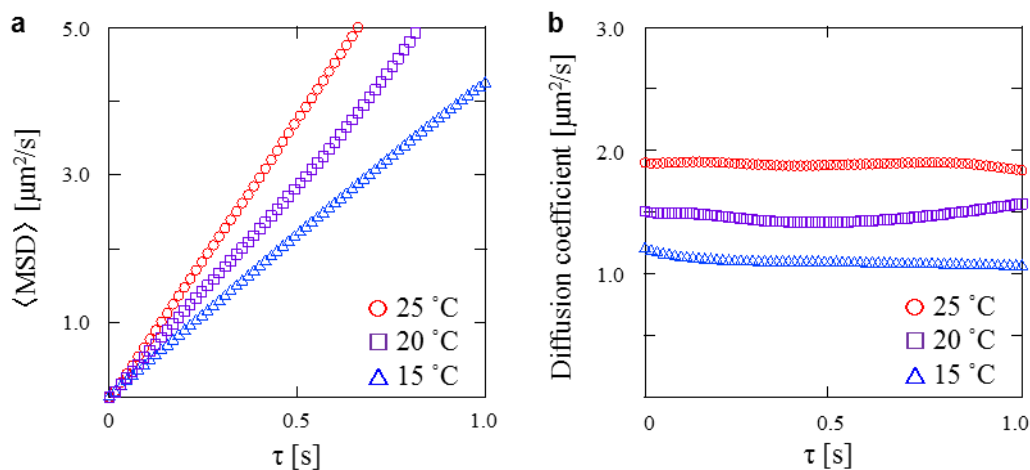 a
⟨MSD⟩ [μm²/s]
5.0
3.0
1.0
25 ˚C
20 ˚C
15 ˚C
0
0.5
1.0
τ [s]
b
Diffusion coefficient [μm²/s]
3.0
2.0
1.0
25 ˚C
20 ˚C
15 ˚C
0
0.5
1.0
τ [s]